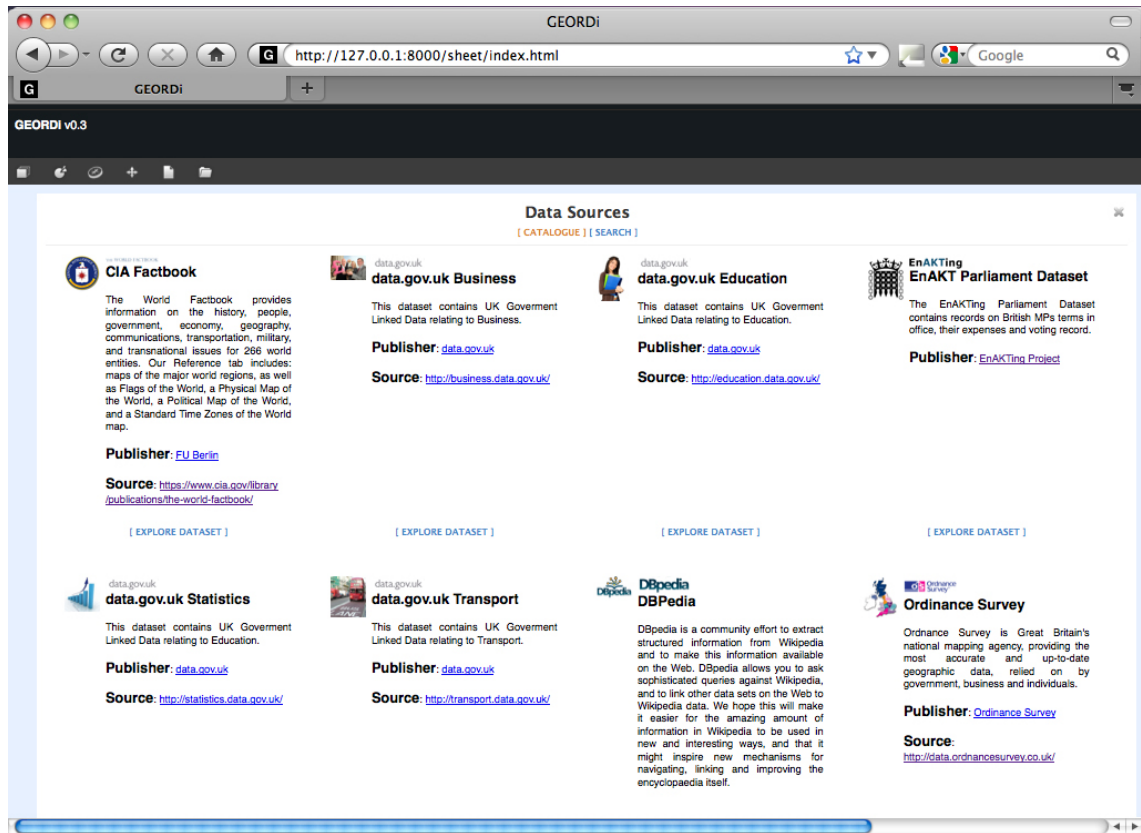 GEORDi
http://127.0.0.1:8000/sheet/index.html
Google
G
GEORDi
GEORDI v0.3
Data Sources
[ CATALOGUE ] [ SEARCH ]
THE WORLD FACTBOOK
CIA Factbook
The World Factbook provides
information on the history, people,
government, economy, geography,
communications, transportation, military,
and transnational issues for 266 world
entities. Our Reference tab includes:
maps of the major world regions, as well
as Flags of the World, a Physical Map of
the World, a Political Map of the World,
and a Standard Time Zones of the World
map.
Publisher: FU Berlin
Source: https://www.cia.gov/library
/publications/the-world-factbook/
[ EXPLORE DATASET ]
data.gov.uk
data.gov.uk Business
This dataset contains UK Goverment
Linked Data relating to Business.
Publisher: data.gov.uk
Source: http://business.data.gov.uk/
[ EXPLORE DATASET ]
data.gov.uk
data.gov.uk Education
This dataset contains UK Goverment
Linked Data relating to Education.
Publisher: data.gov.uk
Source: http://education.data.gov.uk/
[ EXPLORE DATASET ]
EnAKTing
EnAKT Parliament Dataset
The EnAKTing Parliament Dataset
contains records on British MPs terms in
office, their expenses and voting record.
Publisher: EnAKTing Project
[ EXPLORE DATASET ]
data.gov.uk
data.gov.uk Statistics
This dataset contains UK Goverment
Linked Data relating to Education.
Publisher: data.gov.uk
Source: http://statistics.data.gov.uk/
data.gov.uk
data.gov.uk Transport
This dataset contains UK Goverment
Linked Data relating to Transport.
Publisher: data.gov.uk
Source: http://transport.data.gov.uk/
DBpedia
DBpedia
DBPedia
DBpedia is a community effort to extract
structured information from Wikipedia
and to make this information available
on the Web. DBpedia allows you to ask
sophisticated queries against Wikipedia,
and to link other data sets on the Web to
Wikipedia data. We hope this will make
it easier for the amazing amount of
information in Wikipedia to be used in
new and interesting ways, and that it
might inspire new mechanisms for
navigating, linking and improving the
encyclopaedia itself.
Ordnance
Survey
Ordinance Survey
Ordnance Survey is Great Britain's
national mapping agency, providing the
most accurate and up-to-date
geographic data, relied on by
government, business and individuals.
Publisher: Ordinance Survey
Source:
http://data.ordnancesurvey.co.uk/